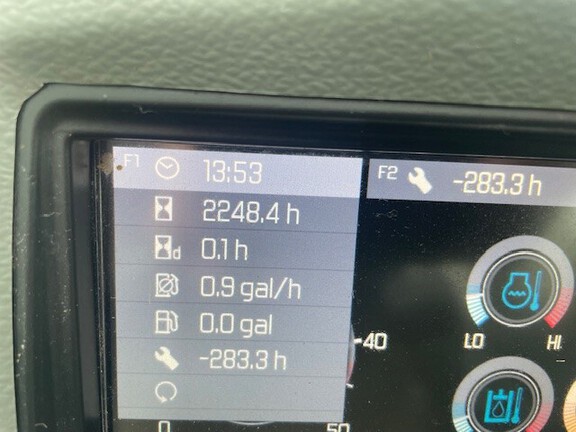 F1 13:53
F2 -283.3 h
2248.4 h
d 0.1 h
0.9 gal/h
0.0 gal
-283.3 h
40
LO HI
0 50